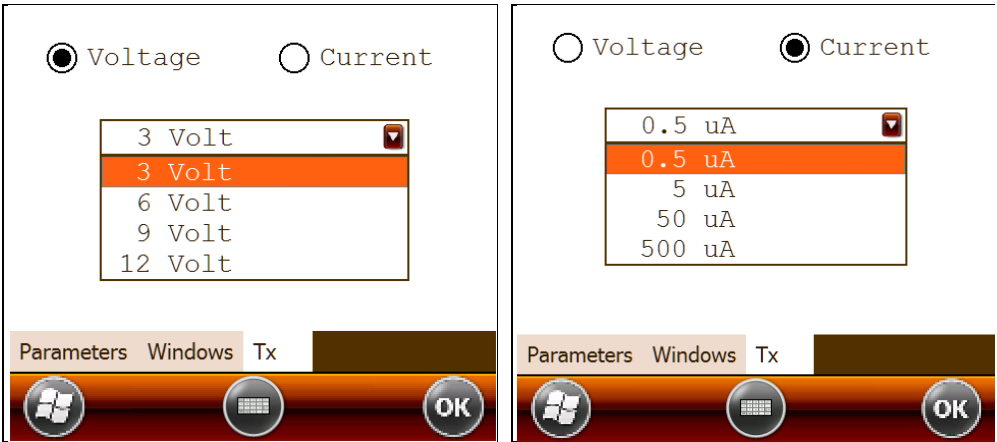 Voltage Current
3 Volt
3 Volt
6 Volt
9 Volt
12 Volt
Parameters Windows Tx
OK
Voltage Current
0.5 uA
0.5 uA
5 uA
50 uA
500 uA
Parameters Windows Tx
OK